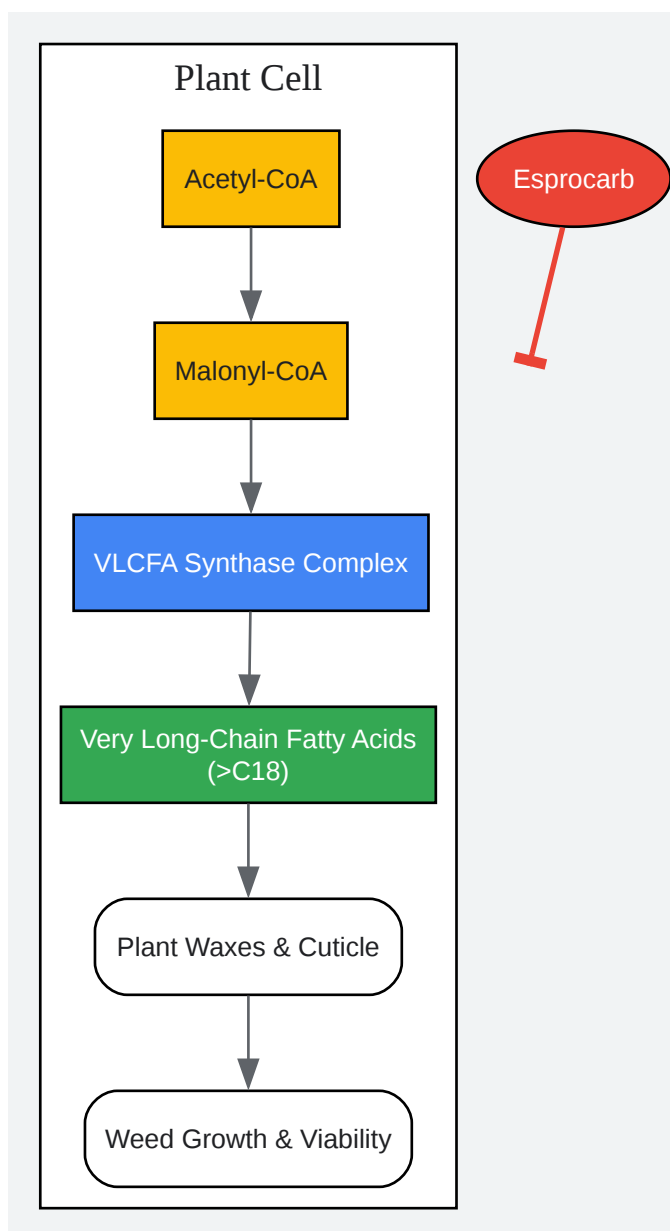 Plant Cell
Acetyl-CoA
Esprocarb
Malonyl-CoA
VLCFA Synthase Complex
Very Long-Chain Fatty Acids
(>C18)
Plant Waxes & Cuticle
Weed Growth & Viability